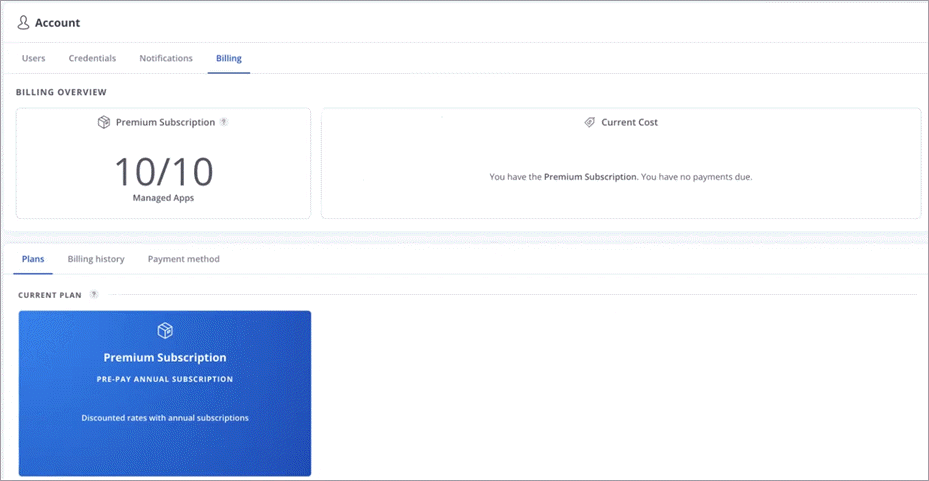 Account
Users Credentials Notifications Billing
BILLING OVERVIEW
Premium Subscription ?
10/10
Managed Apps
Current Cost
You have the Premium Subscription. You have no payments due.
Plans Billing history Payment method
CURRENT PLAN ?
Premium Subscription
PRE-PAY ANNUAL SUBSCRIPTION
Discounted rates with annual subscriptions